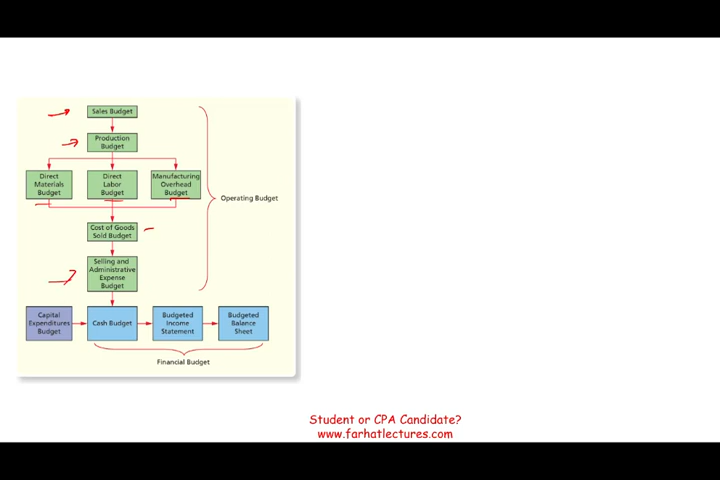 Sales Budget
Production
Budget
Direct
Materials
Budget
Direct
Labor
Budget
Manufacturing
Overhead
Budget
Operating Budget
Cost of Goods
Sold Budget
Selling and
Administrative
Expense
Budget
Capital
Expenditures
Budget
Cash Budget
Budgeted
Income
Statement
Budgeted
Balance
Sheet
Financial Budget
Student or CPA Candidate?
www.farhatlectures.com